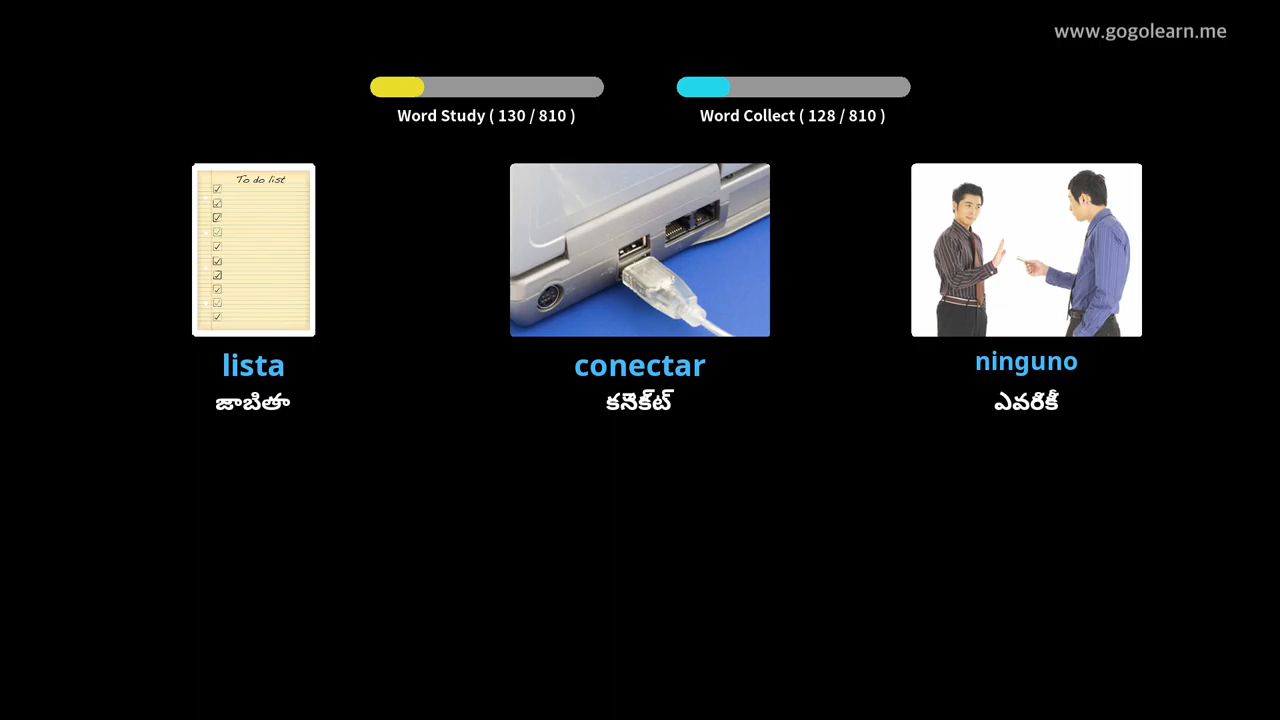 www.gogolearn.me
Word Study ( 130 / 810 )
Word Collect ( 128 / 810 )
To do list
lista
conectar
ninguno
జాబితా
కనెక్ట్
ఎవరికీ